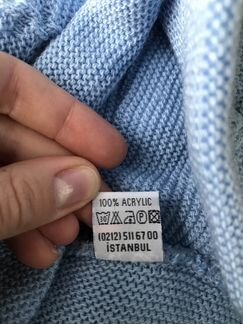 100% ACRYLIC
(0212) 511 67 00
İSTANBUL